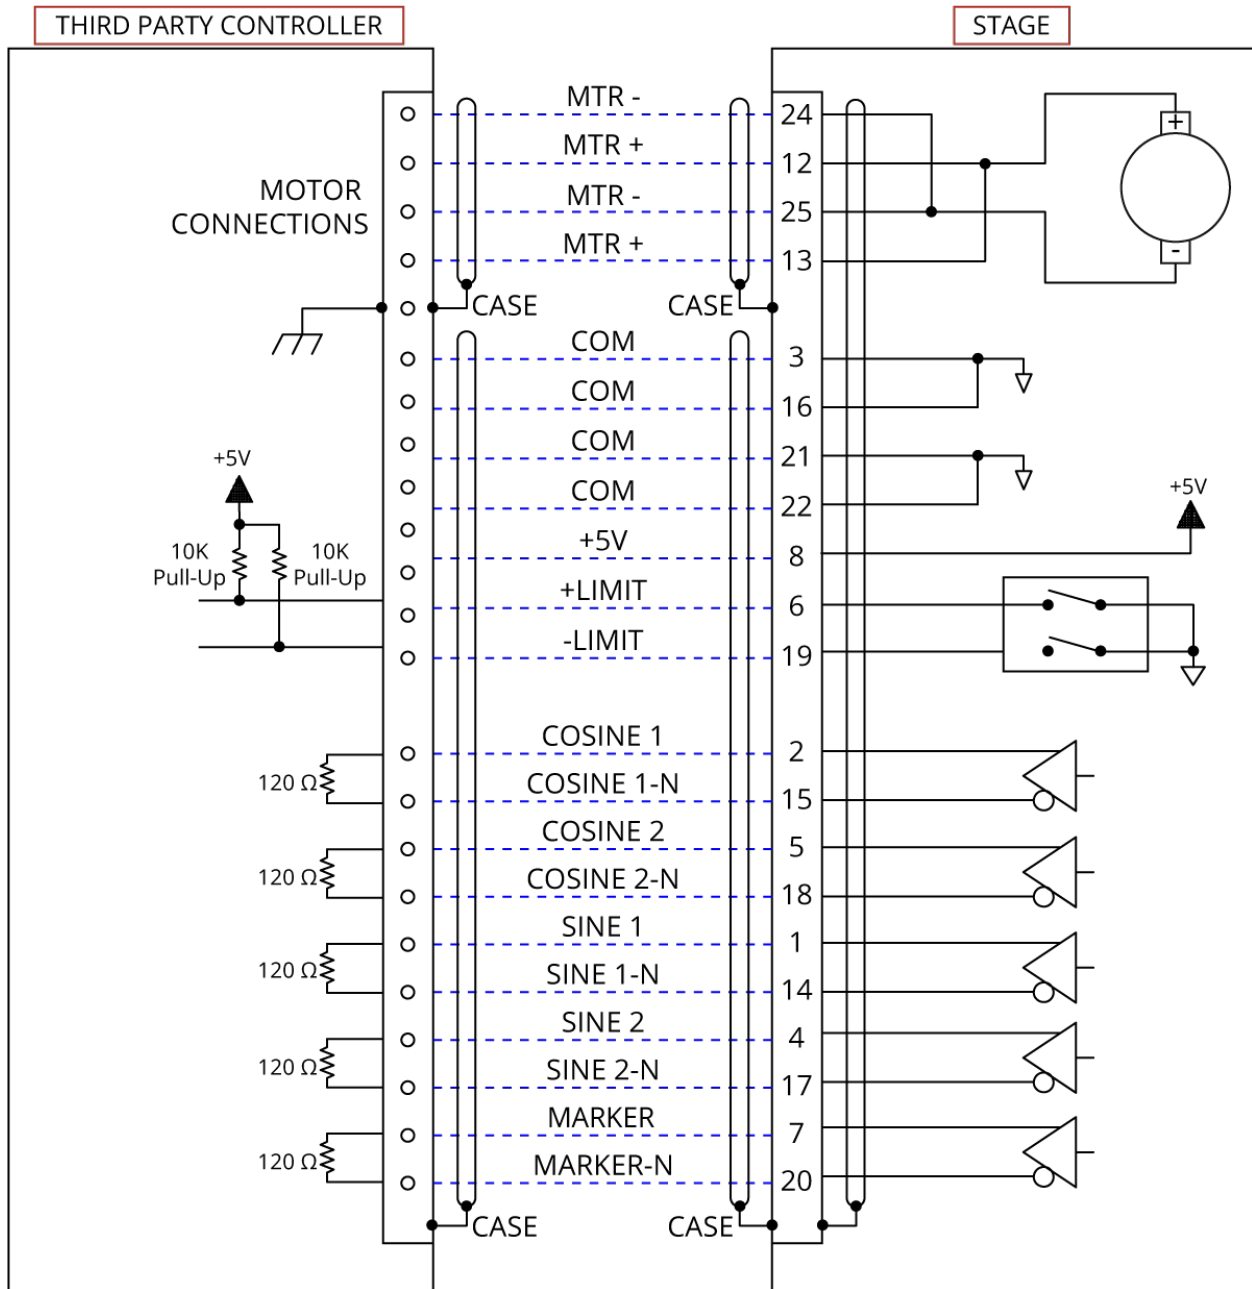 THIRD PARTY CONTROLLER
STAGE
MTR -
24
+
MTR +
12
MOTOR
CONNECTIONS
MTR -
25
MTR +
13
-
CASE
CASE
COM
3
COM
16
COM
21
+5V
COM
22
+5V
+5V
8
10K
Pull-Up
10K
Pull-Up
+LIMIT
6
-LIMIT
19
COSINE 1
2
120 Ω
COSINE 1-N
15
COSINE 2
5
120 Ω
COSINE 2-N
18
SINE 1
1
120 Ω
SINE 1-N
14
SINE 2
4
120 Ω
SINE 2-N
17
MARKER
7
120 Ω
MARKER-N
20
CASE
CASE